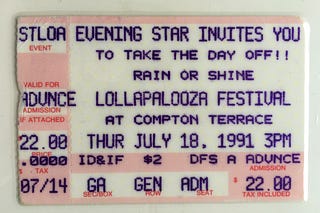 STLOA EVENING STAR INVITES YOU
EVENT
TO TAKE THE DAY OFF!!
VALID FOR RAIN OR SHINE
ADMISSION
ADVNCE LOLLAPALOOZA FESTIVAL
IF ATTACHED AT COMPTON TERRACE
22.00 THUR JULY 18, 1991 3PM
PRICE
.0000 ID&IF $2 DFS A ADVNCE
TAX
07/14 GA GEN ADM $ 22.00
SEC/BOX ROW SEAT TAX INCLUDED